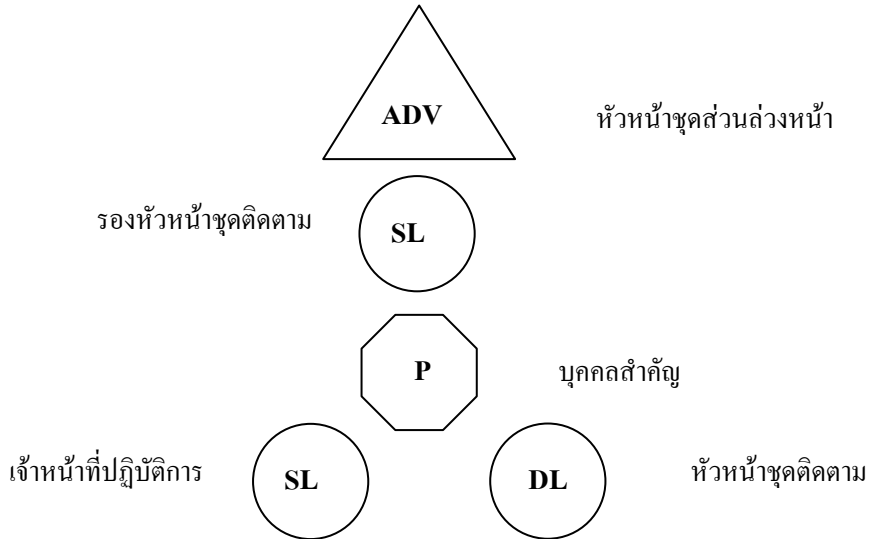 ADV
หัวหน้าชุดส่วนล่วงหน้า
รองหัวหน้าชุดติดตาม
SL
P
บุคคลสำคัญ
เจ้าหน้าที่ปฏิบัติการ
SL
DL
หัวหน้าชุดติดตาม